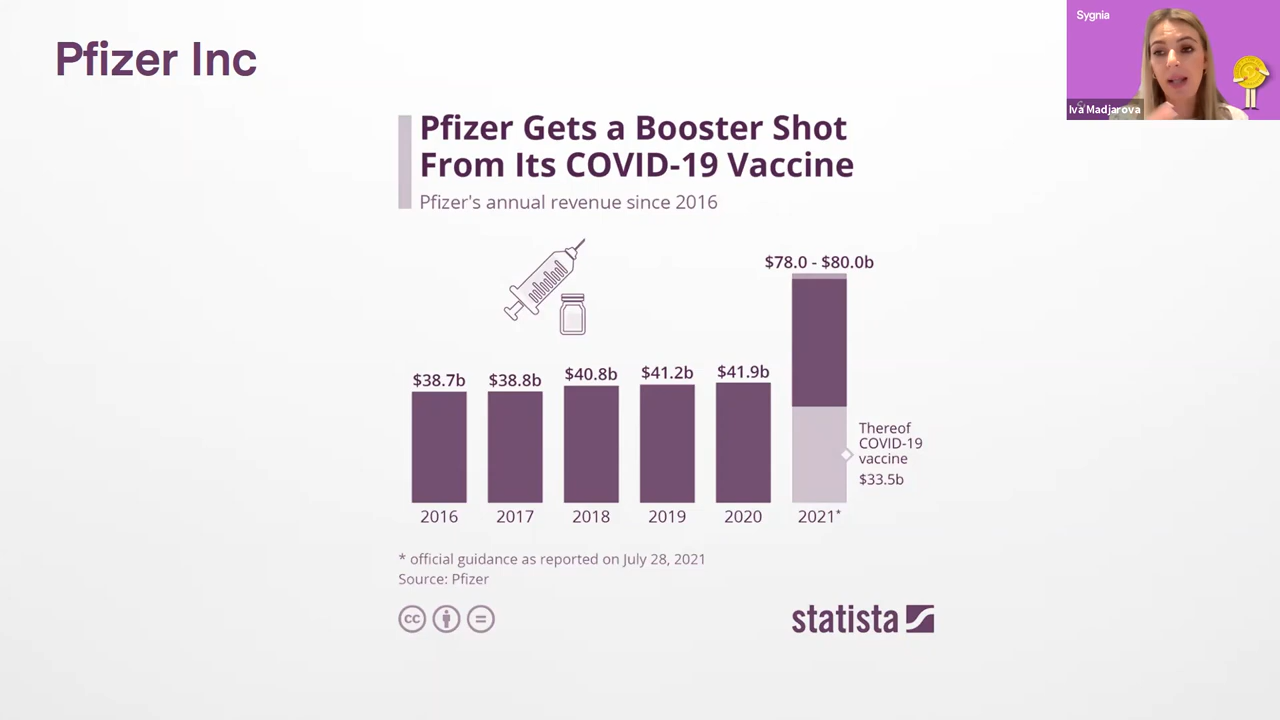 Pfizer Inc
Sygnia
Iva Madjarova
Pfizer Gets a Booster Shot
From Its COVID-19 Vaccine
Pfizer's annual revenue since 2016
$78.0 - $80.0b
$38.7b
$38.8b
$40.8b
$41.2b
$41.9b
Thereof
COVID-19
vaccine
$33.5b
2016
2017
2018
2019
2020
2021*
* official guidance as reported on July 28, 2021
Source: Pfizer
cc
=
statista